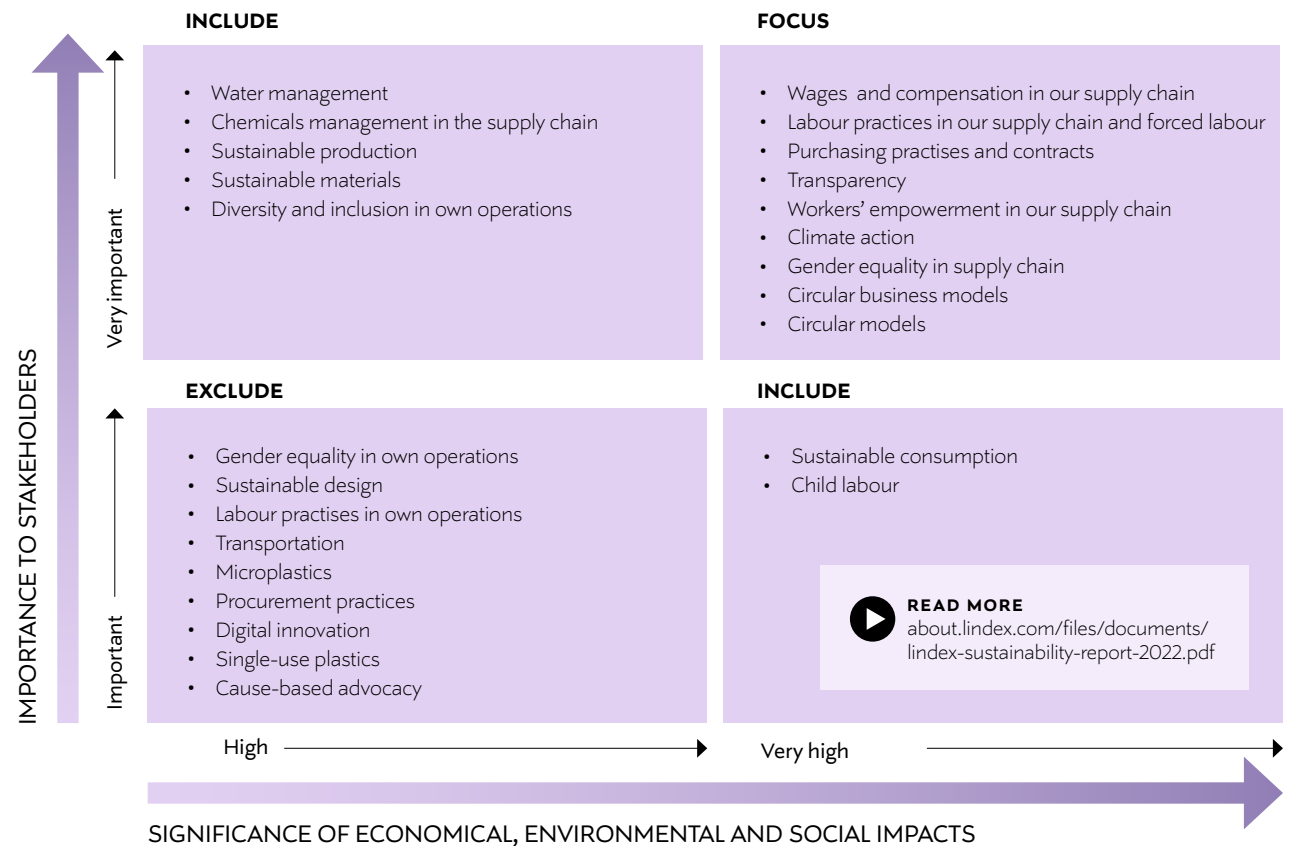 INCLUDE
• Water management
• Chemicals management in the supply chain
• Sustainable production
• Sustainable materials
• Diversity and inclusion in own operations
FOCUS
• Wages and compensation in our supply chain
• Labour practices in our supply chain and forced labour
• Purchasing practises and contracts
• Transparency
• Workers’ empowerment in our supply chain
• Climate action
• Gender equality in supply chain
• Circular business models
• Circular models
EXCLUDE
• Gender equality in own operations
• Sustainable design
• Labour practises in own operations
• Transportation
• Microplastics
• Procurement practices
• Digital innovation
• Single-use plastics
• Cause-based advocacy
INCLUDE
• Sustainable consumption
• Child labour
READ MORE
about.lindex.com/files/documents/
lindex-sustainability-report-2022.pdf
IMPORTANCE TO STAKEHOLDERS
Very important
Important
High
Very high
SIGNIFICANCE OF ECONOMICAL, ENVIRONMENTAL AND SOCIAL IMPACTS